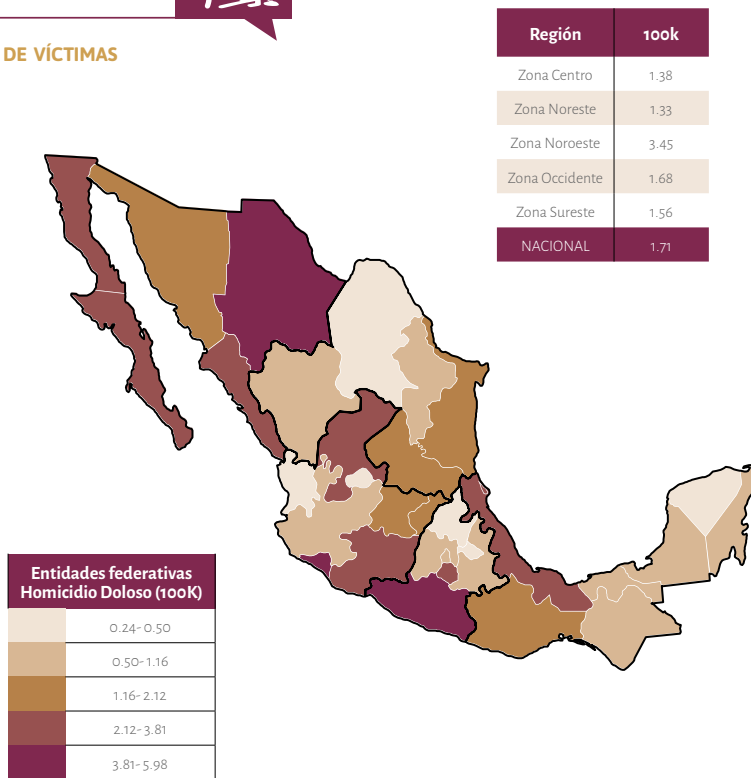 DE VÍCTIMAS
Región 100k
Zona Centro 1.38
Zona Noreste 1.33
Zona Noroeste 3.45
Zona Occidente 1.68
Zona Sureste 1.56
NACIONAL 1.71
Entidades federativas
Homicidio Doloso (100K)
0.24-0.50
0.50-1.16
1.16-2.12
2.12-3.81
3.81-5.98